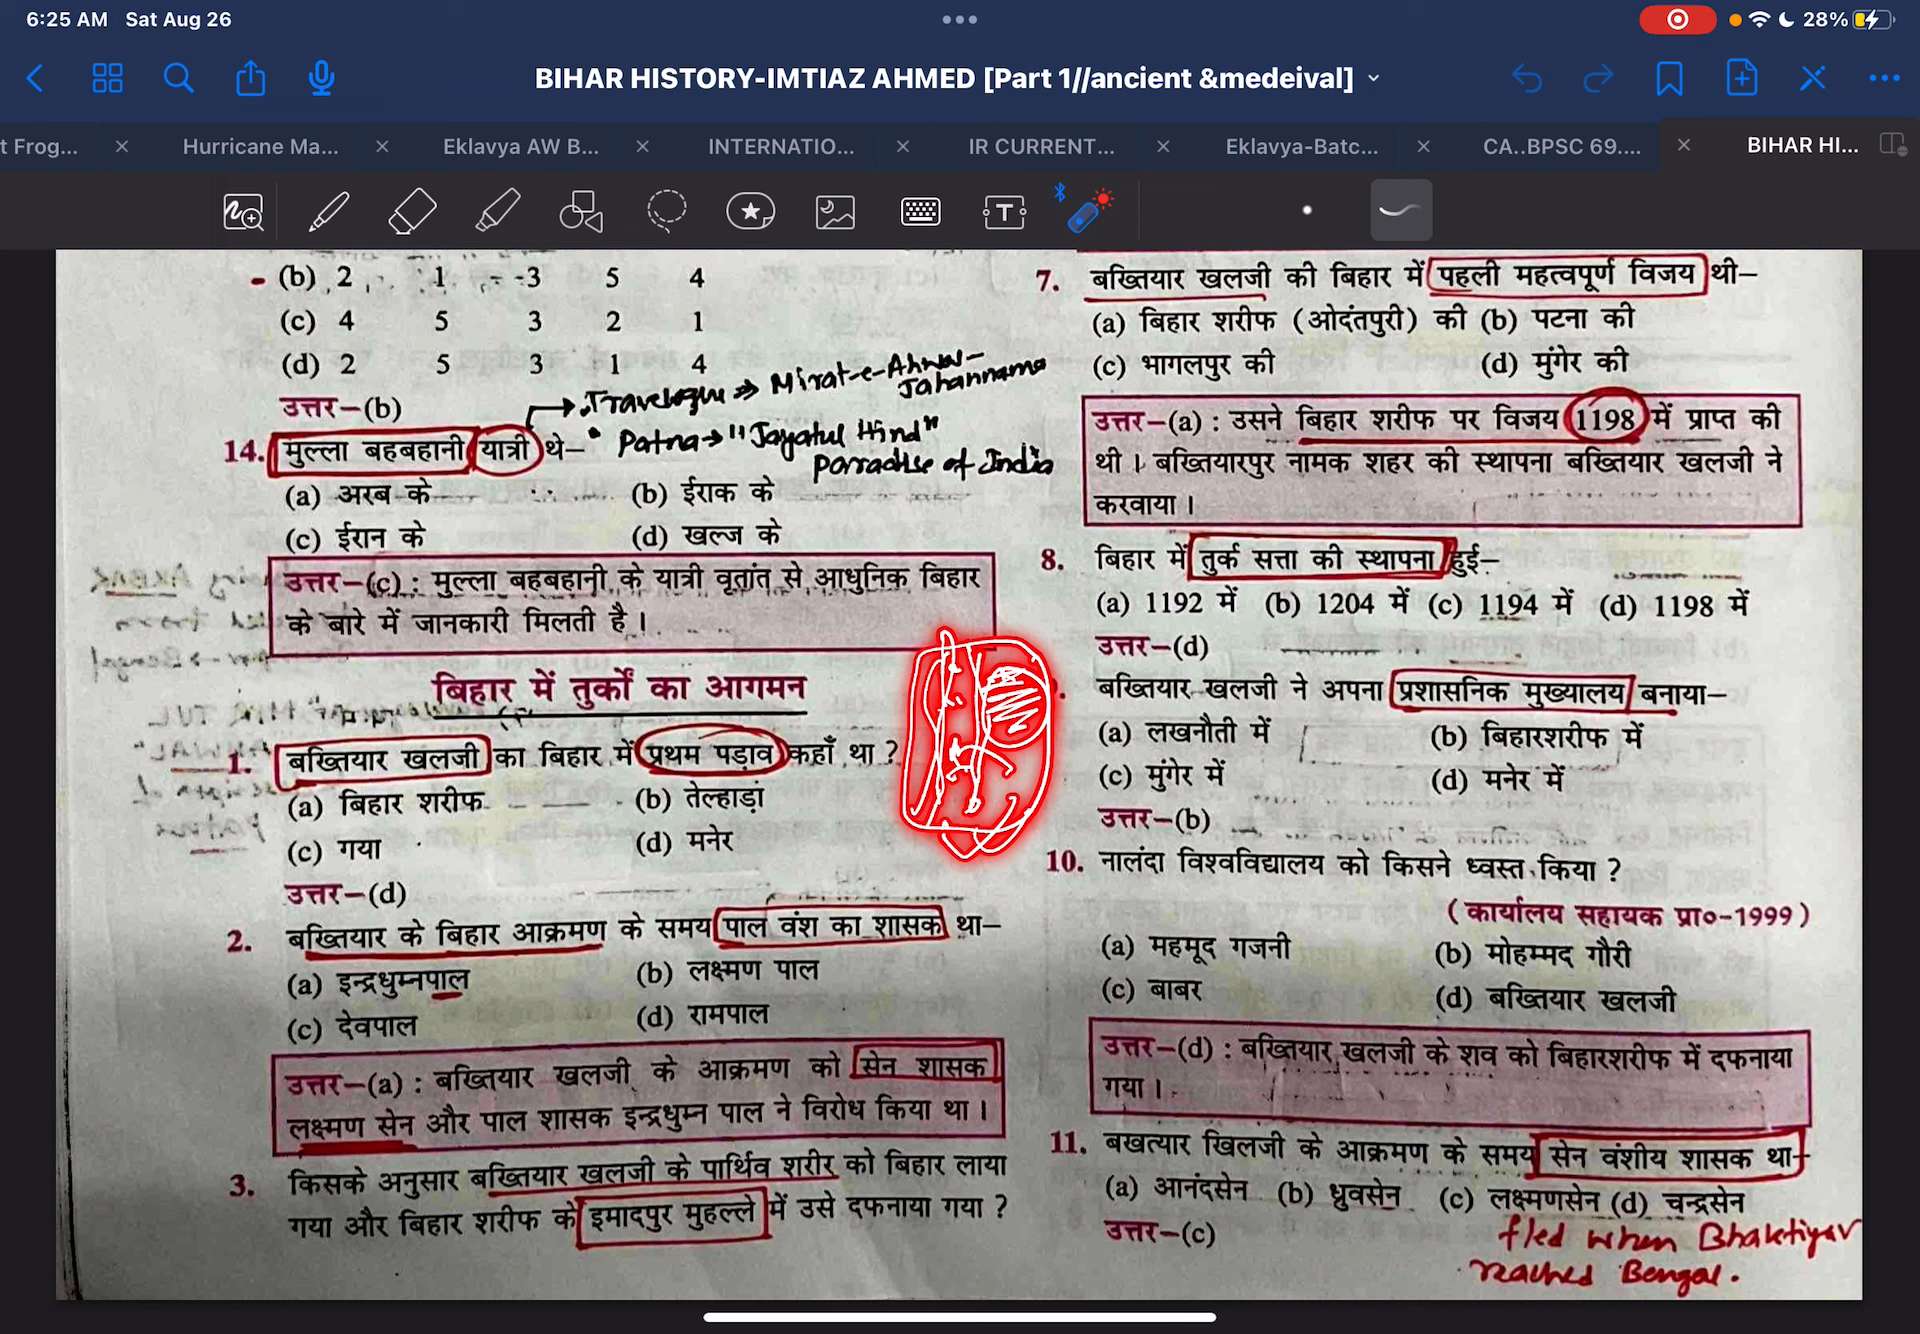 6:25 AM Sat Aug 26
28%
BIHAR HISTORY-IMTIAZ AHMED [Part 1//ancient &medeival]
t Frog...
Hurricane Ma...
Eklavya AW B...
INTERNATIO...
IR CURRENT...
Eklavya-Batc...
CA..BPSC 69....
BIHAR HI...
(b) 2 1 3 5 4
(c) 4 5 3 2 1
(d) 2 5 3 1 4
उत्तर–(b)
Travelogue ⇒ Mirat-e-Ahwal-
Jahannama
14. मुल्ला बहबहानी यात्री थे–
• Patna → "Jayatul Hind"
paradise of India
(a) अरब के (b) ईराक के
(c) ईरान के (d) खल्ज के
उत्तर–(c) : मुल्ला बहबहानी के यात्री वृतांत से आधुनिक बिहार
के बारे में जानकारी मिलती है।
बिहार में तुर्कों का आगमन
1. बख्तियार खलजी का बिहार में प्रथम पड़ाव कहाँ था ?
(a) बिहार शरीफ (b) तेल्हाड़ां
(c) गया (d) मनेर
उत्तर–(d)
2. बख्तियार के बिहार आक्रमण के समय पाल वंश का शासक था–
(a) इन्द्रधुम्नपाल (b) लक्ष्मण पाल
(c) देवपाल (d) रामपाल
उत्तर–(a) : बख्तियार खलजी के आक्रमण को सेन शासक
लक्ष्मण सेन और पाल शासक इन्द्रधुम्न पाल ने विरोध किया था।
3. किसके अनुसार बख्तियार खलजी के पार्थिव शरीर को बिहार लाया
गया और बिहार शरीफ के इमादपुर मुहल्ले में उसे दफनाया गया ?
7. बख्तियार खलजी की बिहार में पहली महत्वपूर्ण विजय थी–
(a) बिहार शरीफ (ओदंतपुरी) की (b) पटना की
(c) भागलपुर की (d) मुंगेर की
उत्तर–(a) : उसने बिहार शरीफ पर विजय 1198 में प्राप्त की
थी। बख्तियारपुर नामक शहर की स्थापना बख्तियार खलजी ने
करवाया।
8. बिहार में तुर्क सत्ता की स्थापना हुई–
(a) 1192 में (b) 1204 में (c) 1194 में (d) 1198 में
उत्तर–(d)
बख्तियार खलजी ने अपना प्रशासनिक मुख्यालय बनाया–
(a) लखनौती में (b) बिहारशरीफ में
(c) मुंगेर में (d) मनेर में
उत्तर–(b)
10. नालंदा विश्वविद्यालय को किसने ध्वस्त किया ?
(कार्यालय सहायक प्रा०-1999)
(a) महमूद गजनी (b) मोहम्मद गौरी
(c) बाबर (d) बख्तियार खलजी
उत्तर–(d) : बख्तियार खलजी के शव को बिहारशरीफ में दफनाया
गया।
11. बखत्यार खिलजी के आक्रमण के समय सेन वंशीय शासक था–
(a) आनंदसेन (b) ध्रुवसेन (c) लक्ष्मणसेन (d) चन्द्रसेन
उत्तर–(c)
fled when Bhaktiyar
reached Bengal.